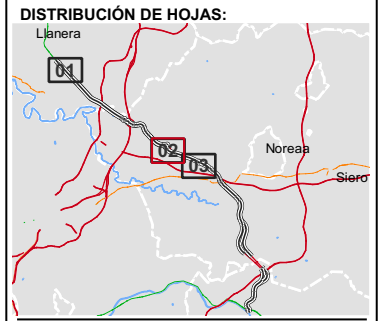 DISTRIBUCIÓN DE HOJAS:
Llanera
01
02
03
Noreaa
Siero